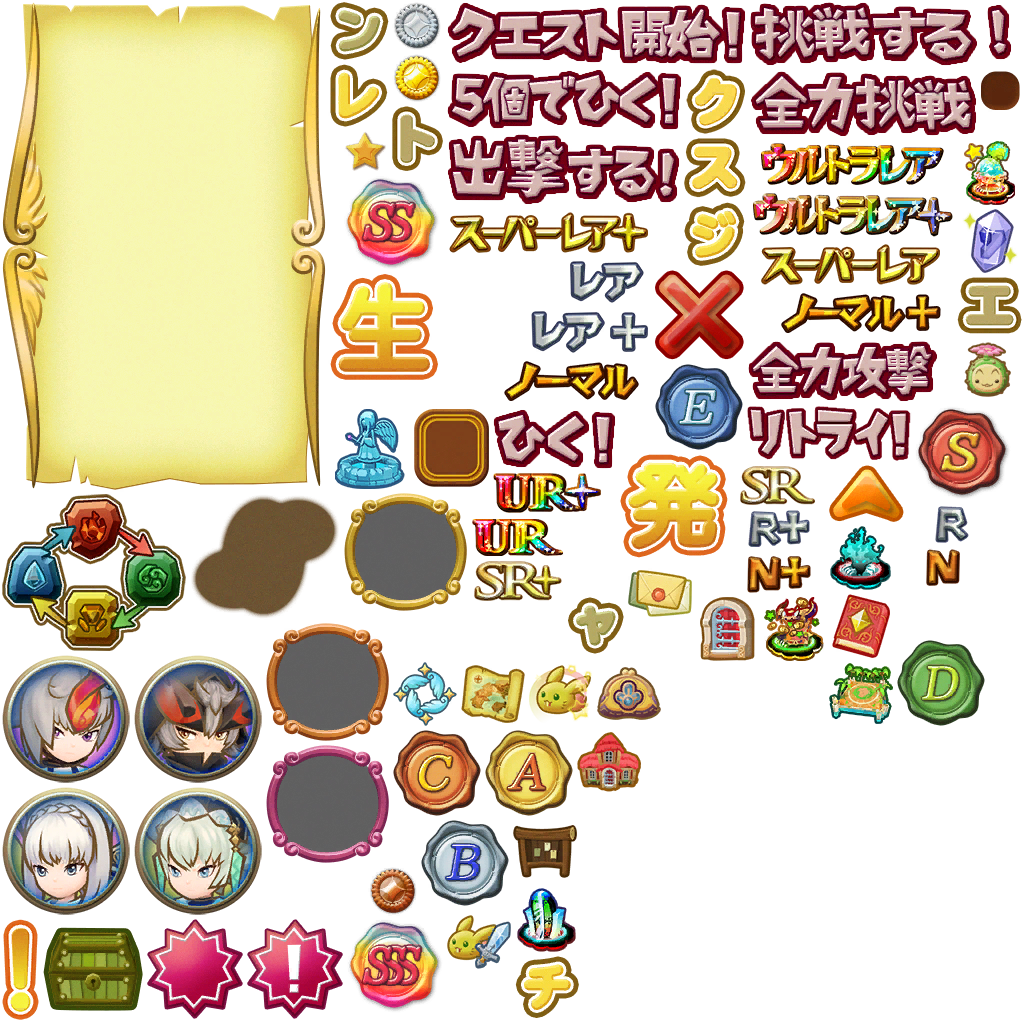 ン
クエスト開始!
挑戦する!
レ
5個でひく!
ク
全力挑戦
ト
出撃する!
ス
ウルトラレア
SS
スーパーレア+
ジ
ウルトラレア+
レア
スーパーレア
生
レア+
ノーマル+
エ
ノーマル
全力攻撃
E
ひく!
リトライ!
S
UR+
発
SR
UR
R+
R
SR+
N+
N
ヤ
D
C
A
B
!
!
SSS
チ